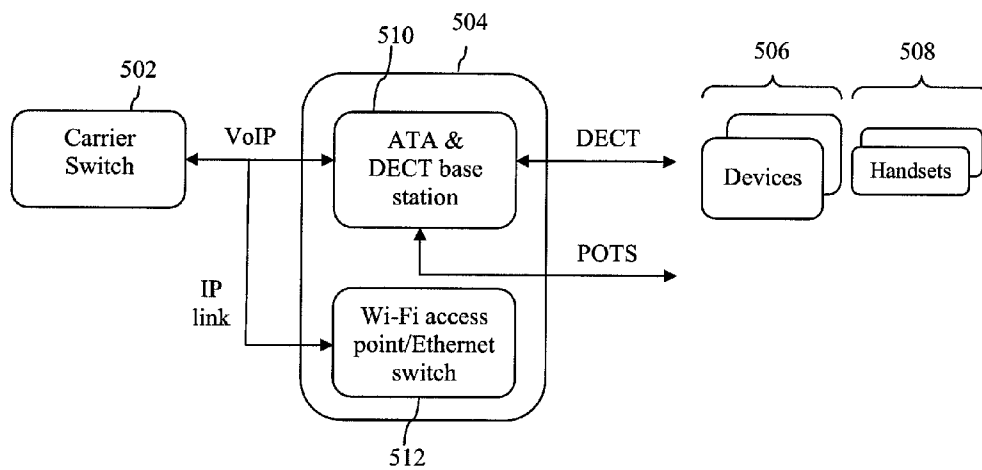 510
504
506
508
502
Carrier
Switch
VoIP
ATA &
DECT base
station
DECT
Devices
Handsets
POTS
IP
link
Wi-Fi access
point/Ethernet
switch
512